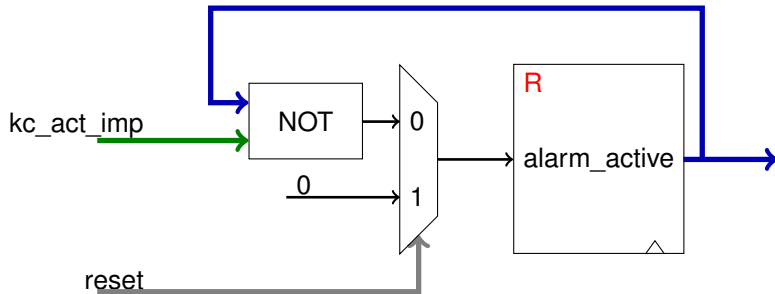 R
NOT
0
kc_act_imp
alarm_active
0
1
reset